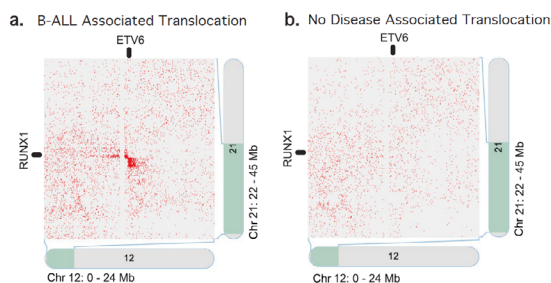 a. B-ALL Associated Translocation
ETV6
RUNX1
21
Chr 21: 22 - 45 Mb
12
Chr 12: 0 - 24 Mb
b. No Disease Associated Translocation
ETV6
RUNX1
21
Chr 21: 22 - 45 Mb
12
Chr 12: 0 - 24 Mb